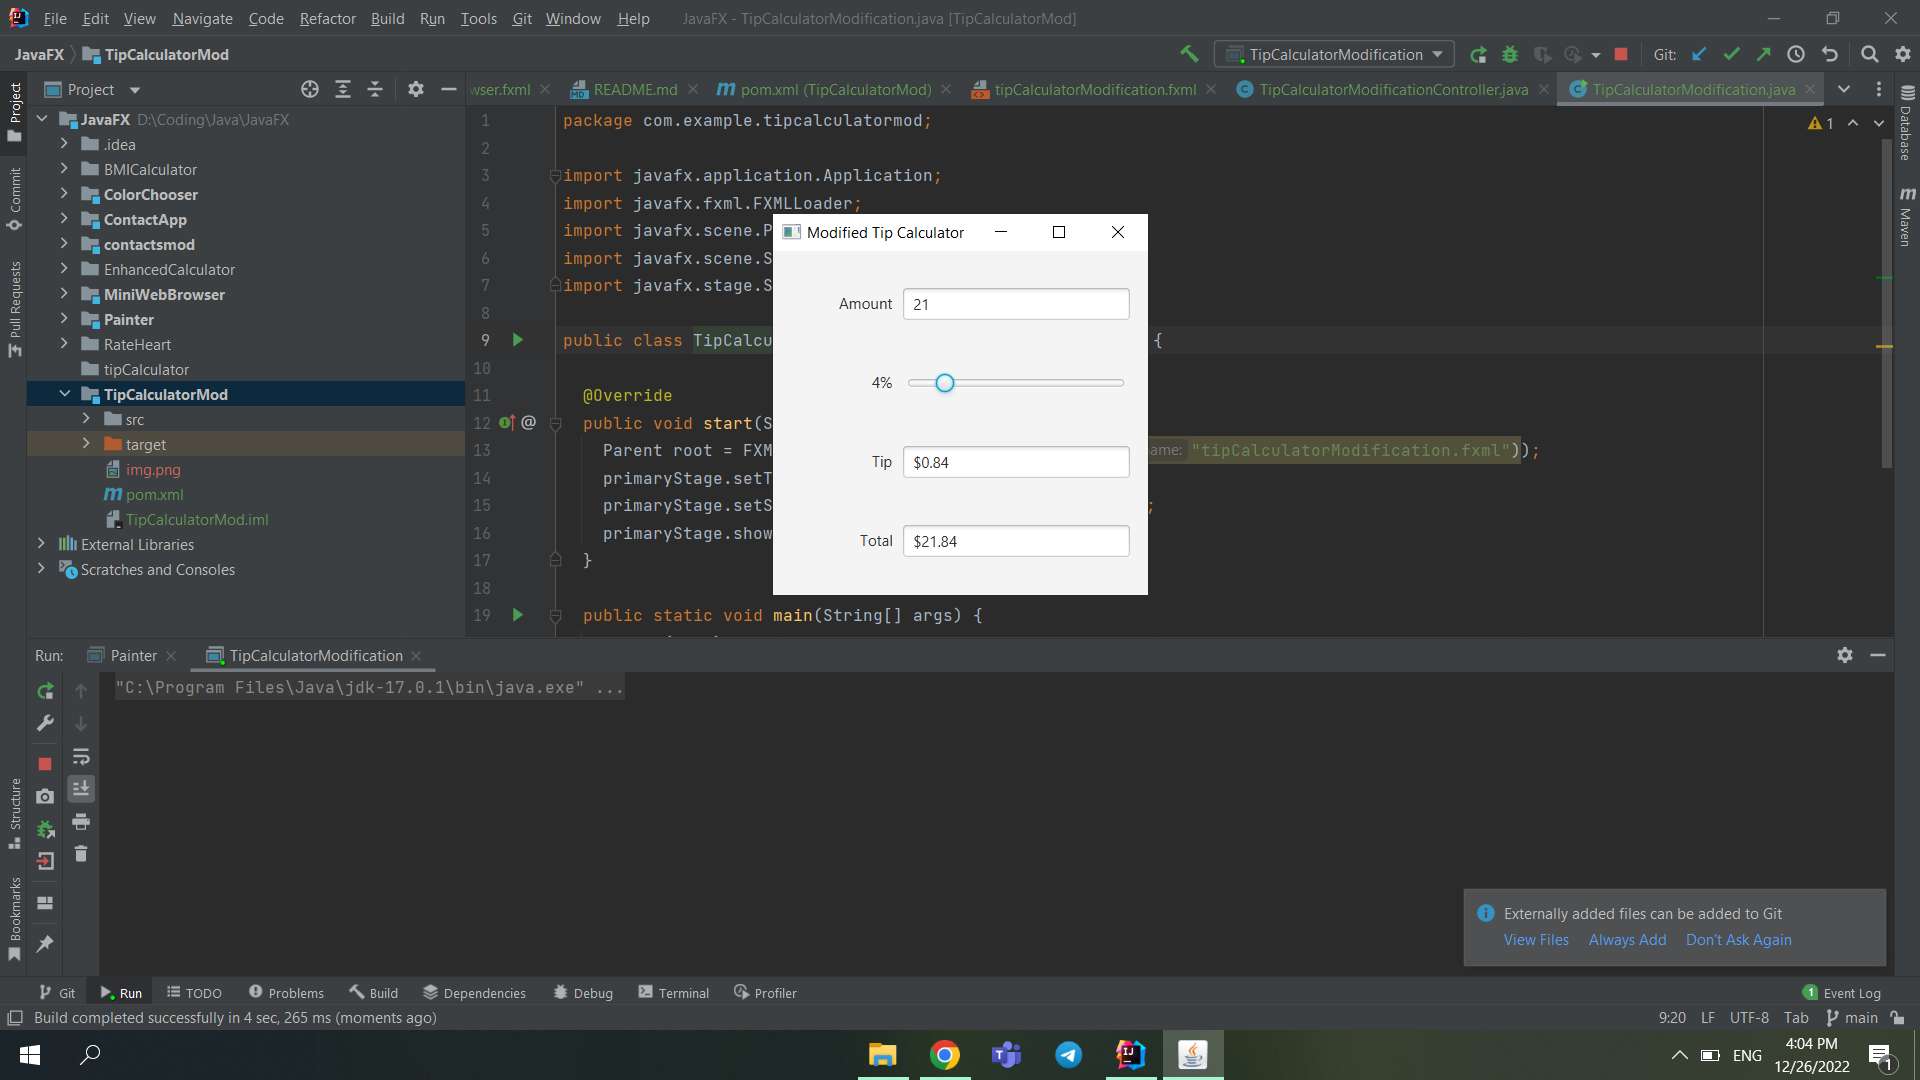 File Edit View Navigate Code Refactor Build Run Tools Git Window Help JavaFX - TipCalculatorModification.java [TipCalculatorMod]
JavaFX TipCalculatorMod TipCalculatorModification Git:
Project wser.fxml README.md pom.xml (TipCalculatorMod) tipCalculatorModification.fxml TipCalculatorModificationController.java TipCalculatorModification.java
Project
Commit
Pull Requests
Structure
Bookmarks
Database
Maven
JavaFX D:\Coding\Java\JavaFX
.idea
BMICalculator
ColorChooser
ContactApp
contactsmod
EnhancedCalculator
MiniWebBrowser
Painter
RateHeart
tipCalculator
TipCalculatorMod
src
target
img.png
pom.xml
TipCalculatorMod.iml
External Libraries
Scratches and Consoles
1 package com.example.tipcalculatormod; 1
2
3 import javafx.application.Application;
4 import javafx.fxml.FXMLLoader;
5 import javafx.scene.P
6 import javafx.scene.S
7 import javafx.stage.S
8
9 public class TipCalcu {
10
11 @Override
12 @ public void start(S
13 Parent root = FXM ame: "tipCalculatorModification.fxml"));
14 primaryStage.setT
15 primaryStage.setS ;
16 primaryStage.show
17 }
18
19 public static void main(String[] args) {
Modified Tip Calculator
Amount 21
4%
Tip $0.84
Total $21.84
Run: Painter TipCalculatorModification
"C:\Program Files\Java\jdk-17.0.1\bin\java.exe" ...
Externally added files can be added to Git
View Files Always Add Don't Ask Again
Git Run TODO Problems Build Dependencies Debug Terminal Profiler 1 Event Log
Build completed successfully in 4 sec, 265 ms (moments ago) 9:20 LF UTF-8 Tab main
ENG 4:04 PM
12/26/2022 1